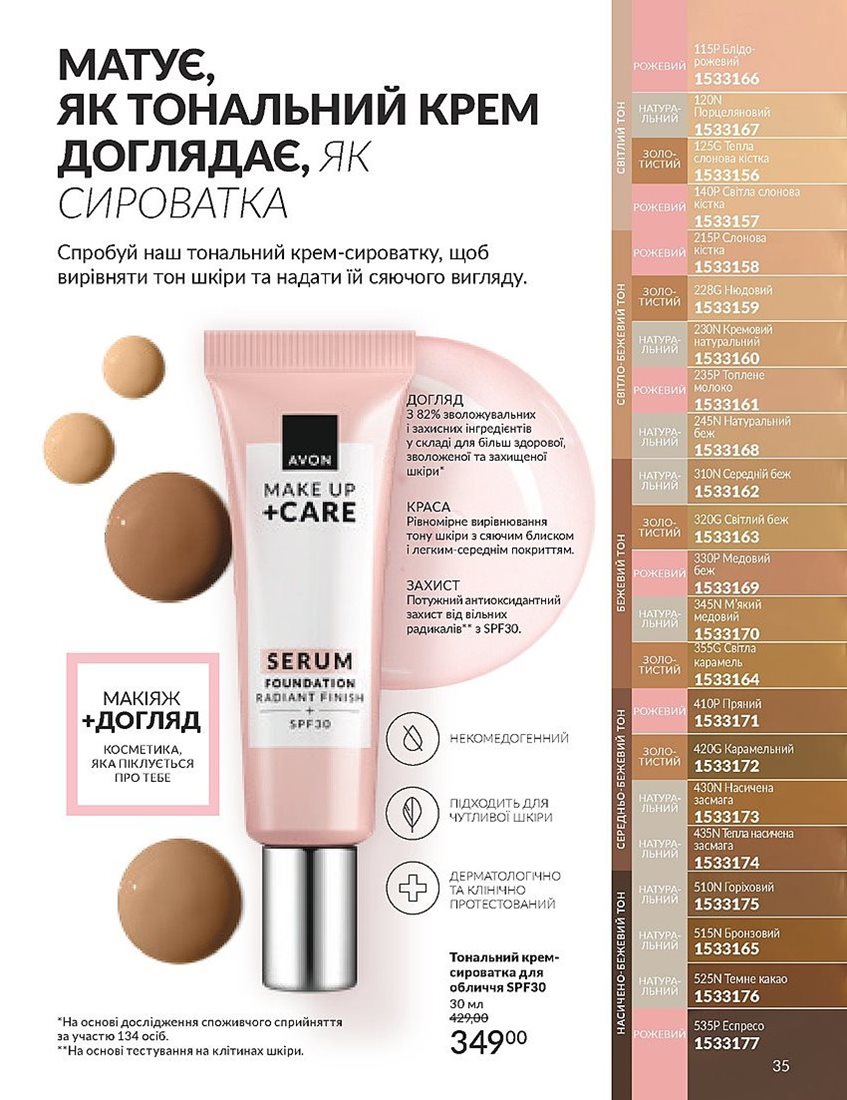 МАТУЄ,
ЯК ТОНАЛЬНИЙ КРЕМ
ДОГЛЯДАЄ, ЯК
СИРОВАТКА
Спробуй наш тональний крем-сироватку, щоб
вирівняти тон шкіри та надати їй сяючого вигляду.
AVON
MAKE UP
+CARE
SERUM
FOUNDATION
RADIANT FINISH
+
SPF30
ДОГЛЯД
З 82% зволожувальних
і захисних інгредієнтів
у складі для більш здорової,
зволоженої та захищеної
шкіри*
КРАСА
Рівномірне вирівнювання
тону шкіри з сяючим блиском
і легким-середнім покриттям.
ЗАХИСТ
Потужний антиоксидантний
захист від вільних
радикалів** з SPF30.
МАКІЯЖ
+ДОГЛЯД
КОСМЕТИКА,
ЯКА ПІКЛУЄТЬСЯ
ПРО ТЕБЕ
НЕКОМЕДОГЕННИЙ
ПІДХОДИТЬ ДЛЯ
ЧУТЛИВОЇ ШКІРИ
ДЕРМАТОЛОГІЧНО
ТА КЛІНІЧНО
ПРОТЕСТОВАНИЙ
Тональний крем-
сироватка для
обличчя SPF30
30 мл
429,00
34900
*На основі дослідження споживчого сприйняття
за участю 134 осіб.
**На основі тестування на клітинах шкіри.
СВІТЛИЙ ТОН
РОЖЕВИЙ
115P Блідо-
рожевий
1533166
НАТУРА-
ЛЬНИЙ
120N
Порцеляновий
1533167
ЗОЛО-
ТИСТИЙ
125G Тепла
слонова кістка
1533156
РОЖЕВИЙ
140P Світла слонова
кістка
1533157
СВІТЛО-БЕЖЕВИЙ ТОН
РОЖЕВИЙ
215P Слонова
кістка
1533158
ЗОЛО-
ТИСТИЙ
228G Нюдовий
1533159
НАТУРА-
ЛЬНИЙ
230N Кремовий
натуральний
1533160
РОЖЕВИЙ
235P Топлене
молоко
1533161
НАТУРА-
ЛЬНИЙ
245N Натуральний
беж
1533168
БЕЖЕВИЙ ТОН
НАТУРА-
ЛЬНИЙ
310N Середній беж
1533162
ЗОЛО-
ТИСТИЙ
320G Світлий беж
1533163
РОЖЕВИЙ
330P Медовий
беж
1533169
НАТУРА-
ЛЬНИЙ
345N М'який
медовий
1533170
ЗОЛО-
ТИСТИЙ
355G Світла
карамель
1533164
СЕРЕДНЬО-БЕЖЕВИЙ ТОН
РОЖЕВИЙ
410P Пряний
1533171
ЗОЛО-
ТИСТИЙ
420G Карамельний
1533172
НАТУРА-
ЛЬНИЙ
430N Насичена
засмага
1533173
НАТУРА-
ЛЬНИЙ
435N Тепла насичена
засмага
1533174
НАСИЧЕНО-БЕЖЕВИЙ ТОН
НАТУРА-
ЛЬНИЙ
510N Горіховий
1533175
НАТУРА-
ЛЬНИЙ
515N Бронзовий
1533165
НАТУРА-
ЛЬНИЙ
525N Темне какао
1533176
РОЖЕВИЙ
535P Еспресо
1533177
35